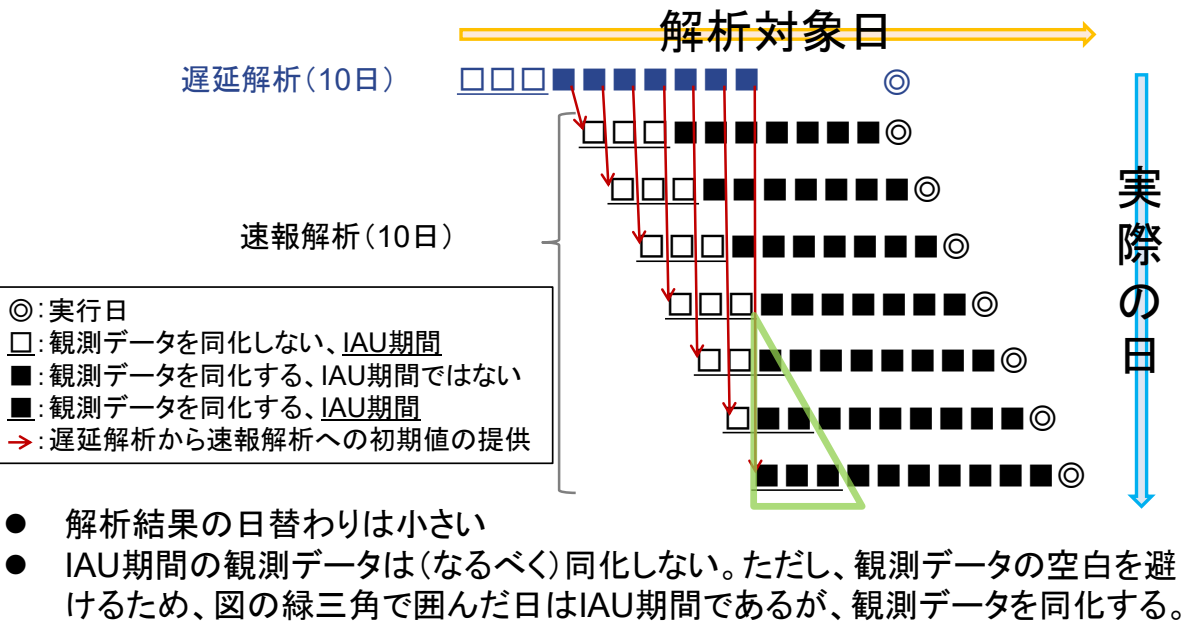 解析対象日
遅延解析（10日） □□□■■■■■■■ ◎
□□□■■■■■■■◎
□□□■■■■■■■◎
速報解析（10日） □□□■■■■■■■◎
□□□■■■■■■■◎
□□■■■■■■■■◎
□■■■■■■■■■◎
■■■■■■■■■■◎
実際の日
◎：実行日
□：観測データを同化しない、IAU期間
■：観測データを同化する、IAU期間ではない
■：観測データを同化する、IAU期間
→：遅延解析から速報解析への初期値の提供
● 解析結果の日替わりは小さい
● IAU期間の観測データは（なるべく）同化しない。ただし、観測データの空白を避
けるため、図の緑三角で囲んだ日はIAU期間であるが、観測データを同化する。